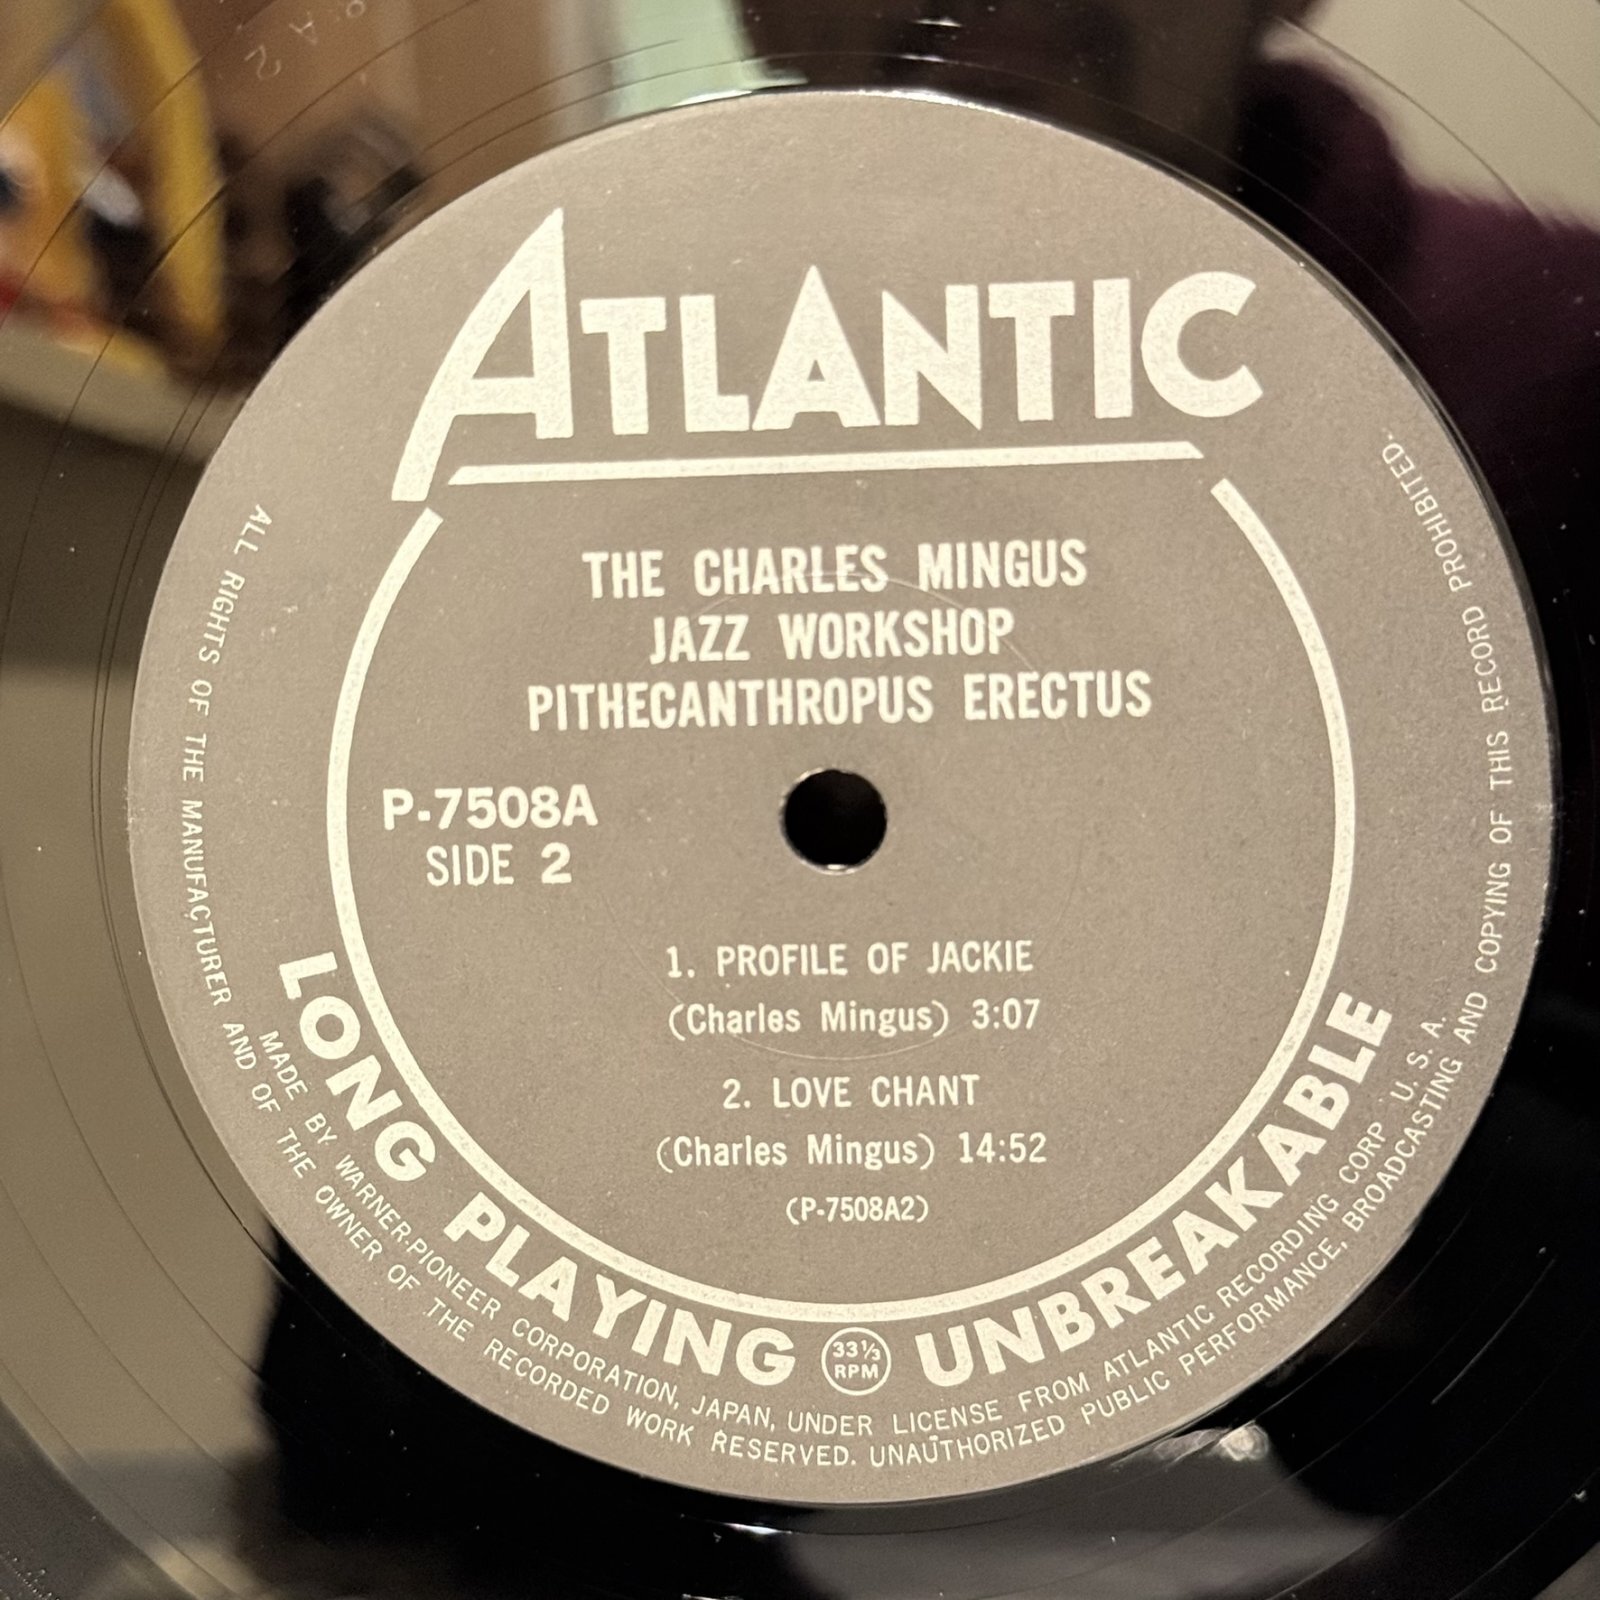 ATLANTIC
THE CHARLES MINGUS
JAZZ WORKSHOP
PITHECANTHROPUS ERECTUS
P-7508A
SIDE 2
1. PROFILE OF JACKIE
(Charles Mingus) 3:07
2. LOVE CHANT
(Charles Mingus) 14:52
(P-7508A2)
LONG PLAYING 33⅓ RPM UNBREAKABLE
MADE BY WARNER-PIONEER CORPORATION, JAPAN, UNDER LICENSE FROM ATLANTIC RECORDING CORP U. S. A.
ALL RIGHTS OF THE MANUFACTURER AND OF THE OWNER OF THE RECORDED WORK RESERVED. UNAUTHORIZED PUBLIC PERFORMANCE, BROADCASTING AND COPYING OF THIS RECORD PROHIBITED.